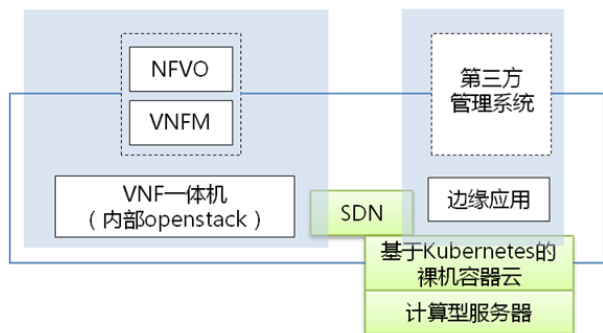 NFVO
VNFM
VNF一体机
（内部openstack）
第三方
管理系统
边缘应用
SDN
基于Kubernetes的
裸机容器云
计算型服务器